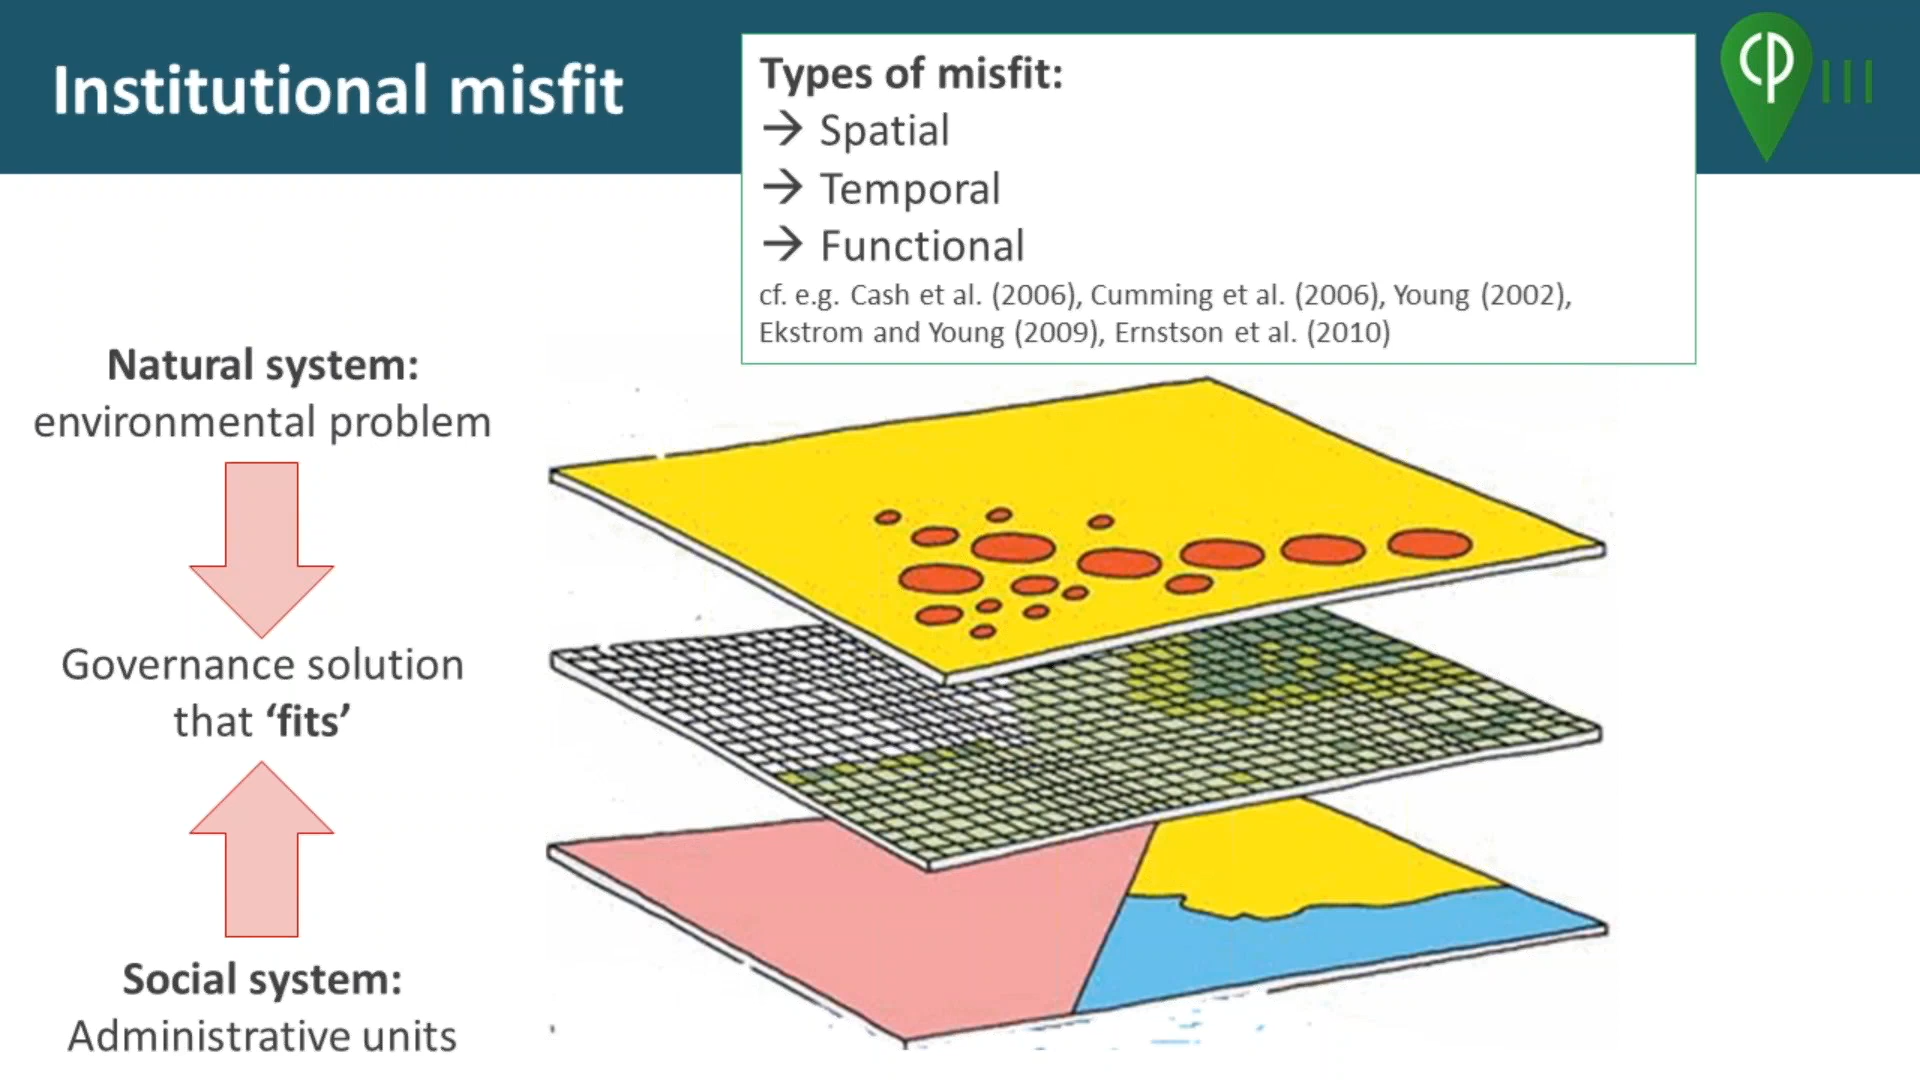 Institutional misfit
Types of misfit:
→ Spatial
→ Temporal
→ Functional
cf. e.g. Cash et al. (2006), Cumming et al. (2006), Young (2002),
Ekstrom and Young (2009), Ernstson et al. (2010)
Natural system:
environmental problem
Governance solution
that ‘fits’
Social system:
Administrative units